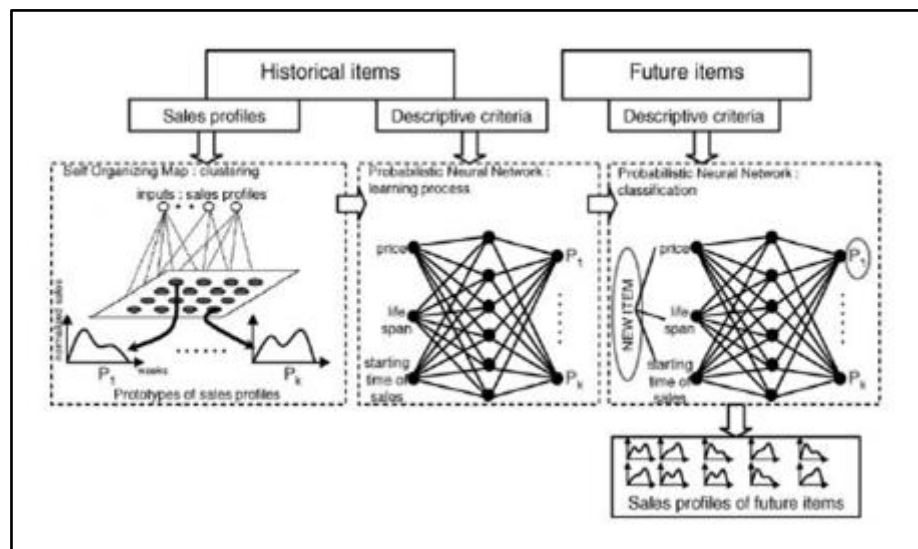 Historical items
Future items
Sales profiles
Descriptive criteria
Descriptive criteria
Self Organizing Map : clustering
inputs : sales profiles
normalized sales
P1
weeks
Pk
Prototypes of sales profiles
Probabilistic Neural Network :
learning process
price
life
span
starting
time of
sales
P1
Pk
Probabilistic Neural Network :
classification
NEW ITEM
price
life
span
starting
time of
sales
P1
Pk
Sales profiles of future items